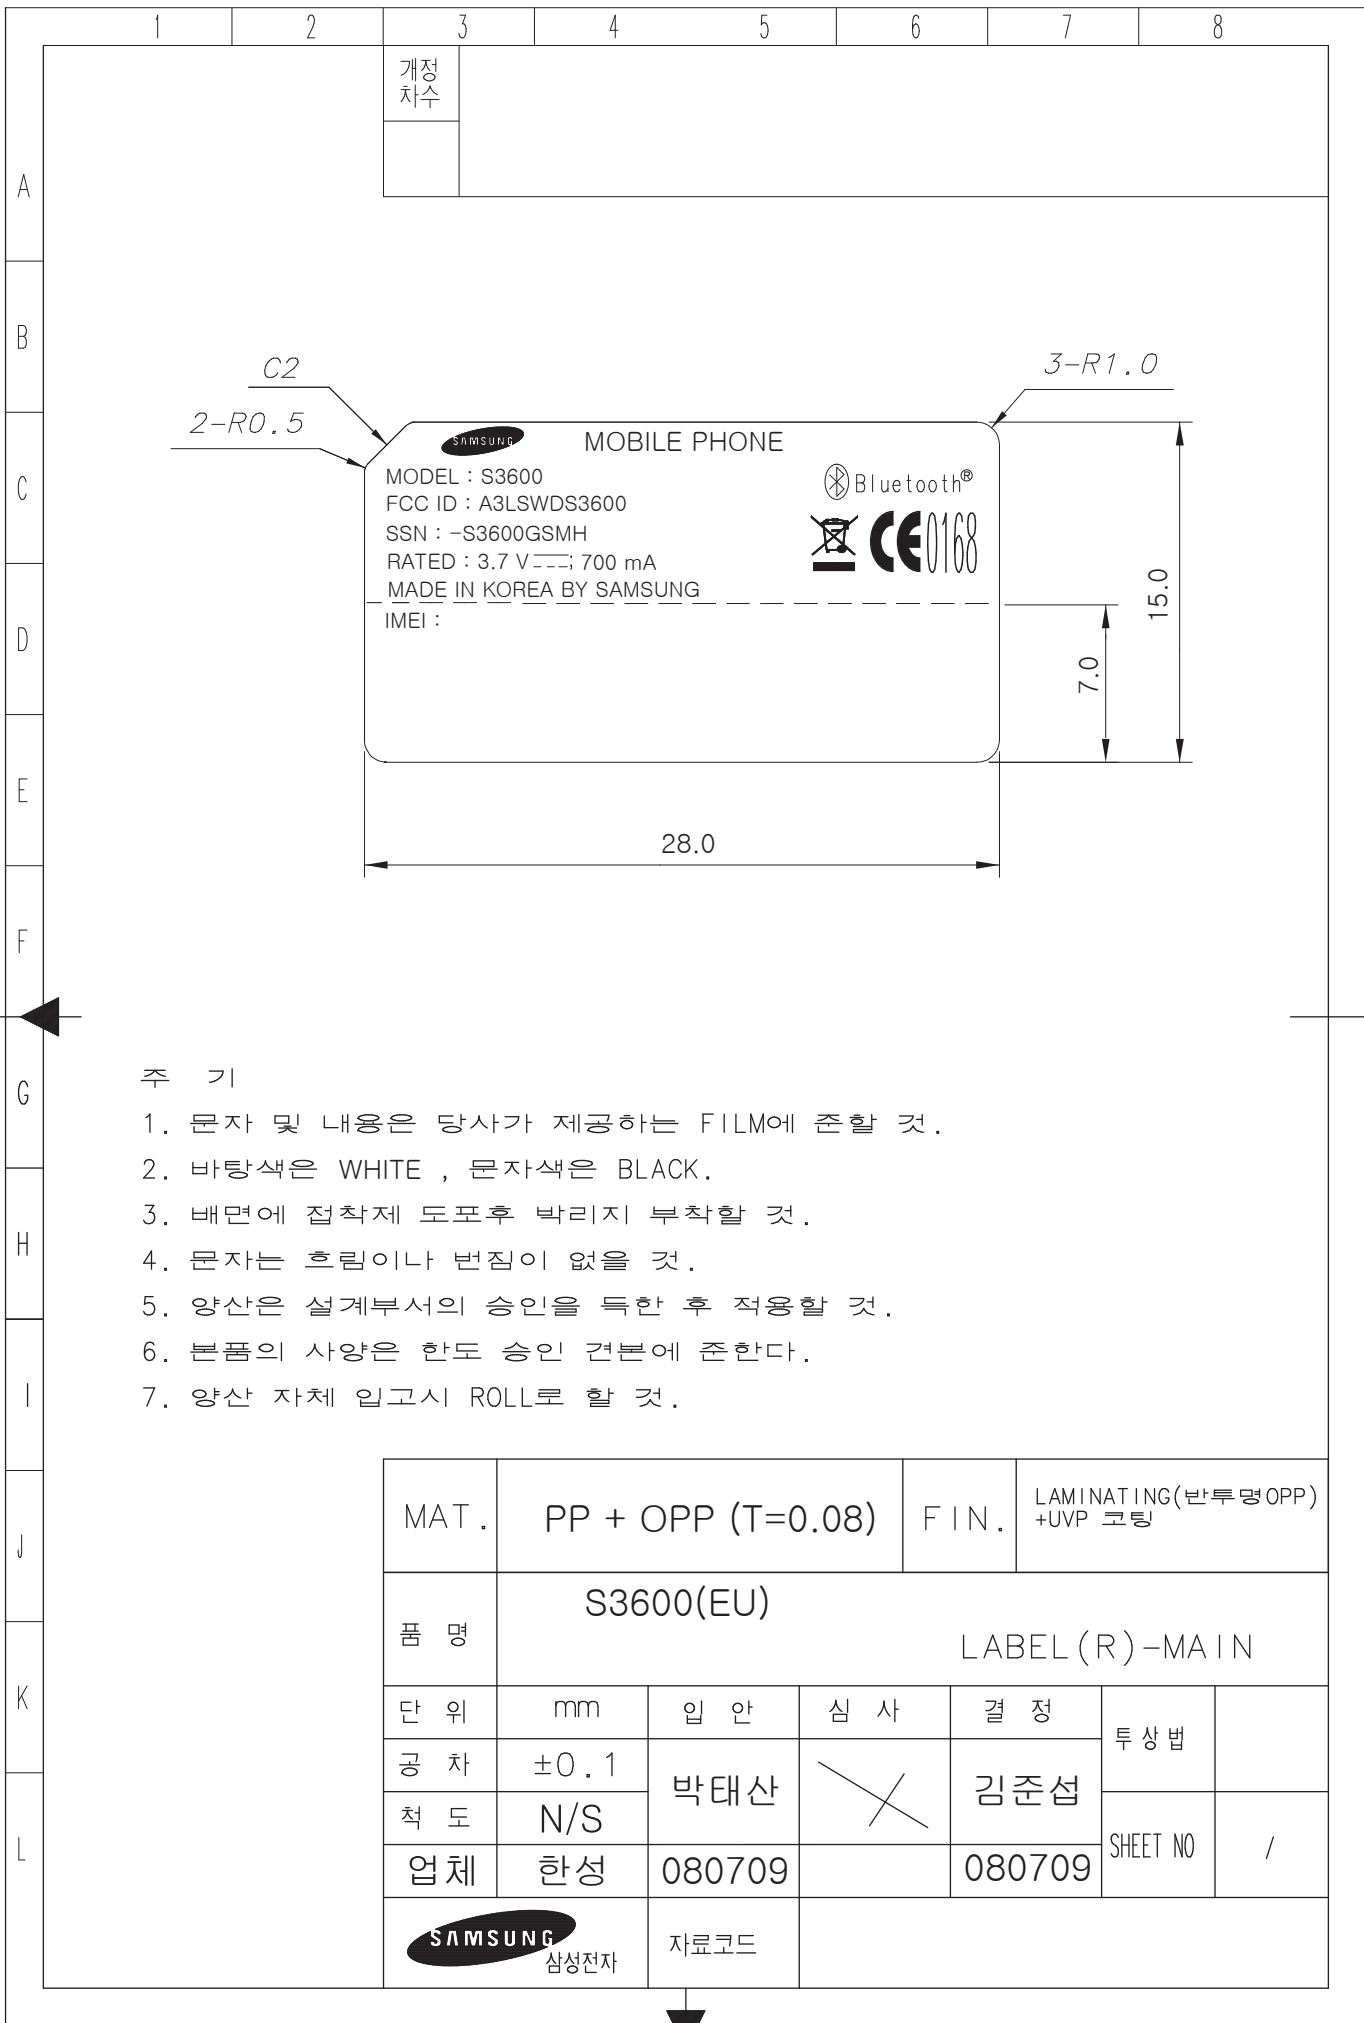 1 2 3 4 5 6 7 8
개정
차수
A
B
C
D
E
F
G
H
I
J
K
L
C2
2-R0.5
3-R1.0
SAMSUNG
MOBILE PHONE
MODEL : S3600
FCC ID : A3LSWDS3600
SSN : -S3600GSMH
RATED : 3.7 V ; 700 mA
MADE IN KOREA BY SAMSUNG
IMEI :
Bluetooth®
CE0168
15.0
7.0
28.0
주 기
1. 문자 및 내용은 당사가 제공하는 FILM에 준할 것.
2. 바탕색은 WHITE , 문자색은 BLACK.
3. 배면에 접착제 도포후 박리지 부착할 것.
4. 문자는 흐림이나 번짐이 없을 것.
5. 양산은 설계부서의 승인을 득한 후 적용할 것.
6. 본품의 사양은 한도 승인 견본에 준한다.
7. 양산 자체 입고시 ROLL로 할 것.
MAT. PP + OPP (T=0.08) FIN. LAMINATING(반투명OPP)
+UVP 코팅
품 명 S3600(EU)
LABEL(R)-MAIN
단 위 mm 입 안 심 사 결 정 투상법
공 차 ±0.1 박태산 김준섭
척 도 N/S SHEET NO /
업체 한성 080709 080709
SAMSUNG
삼성전자
자료코드